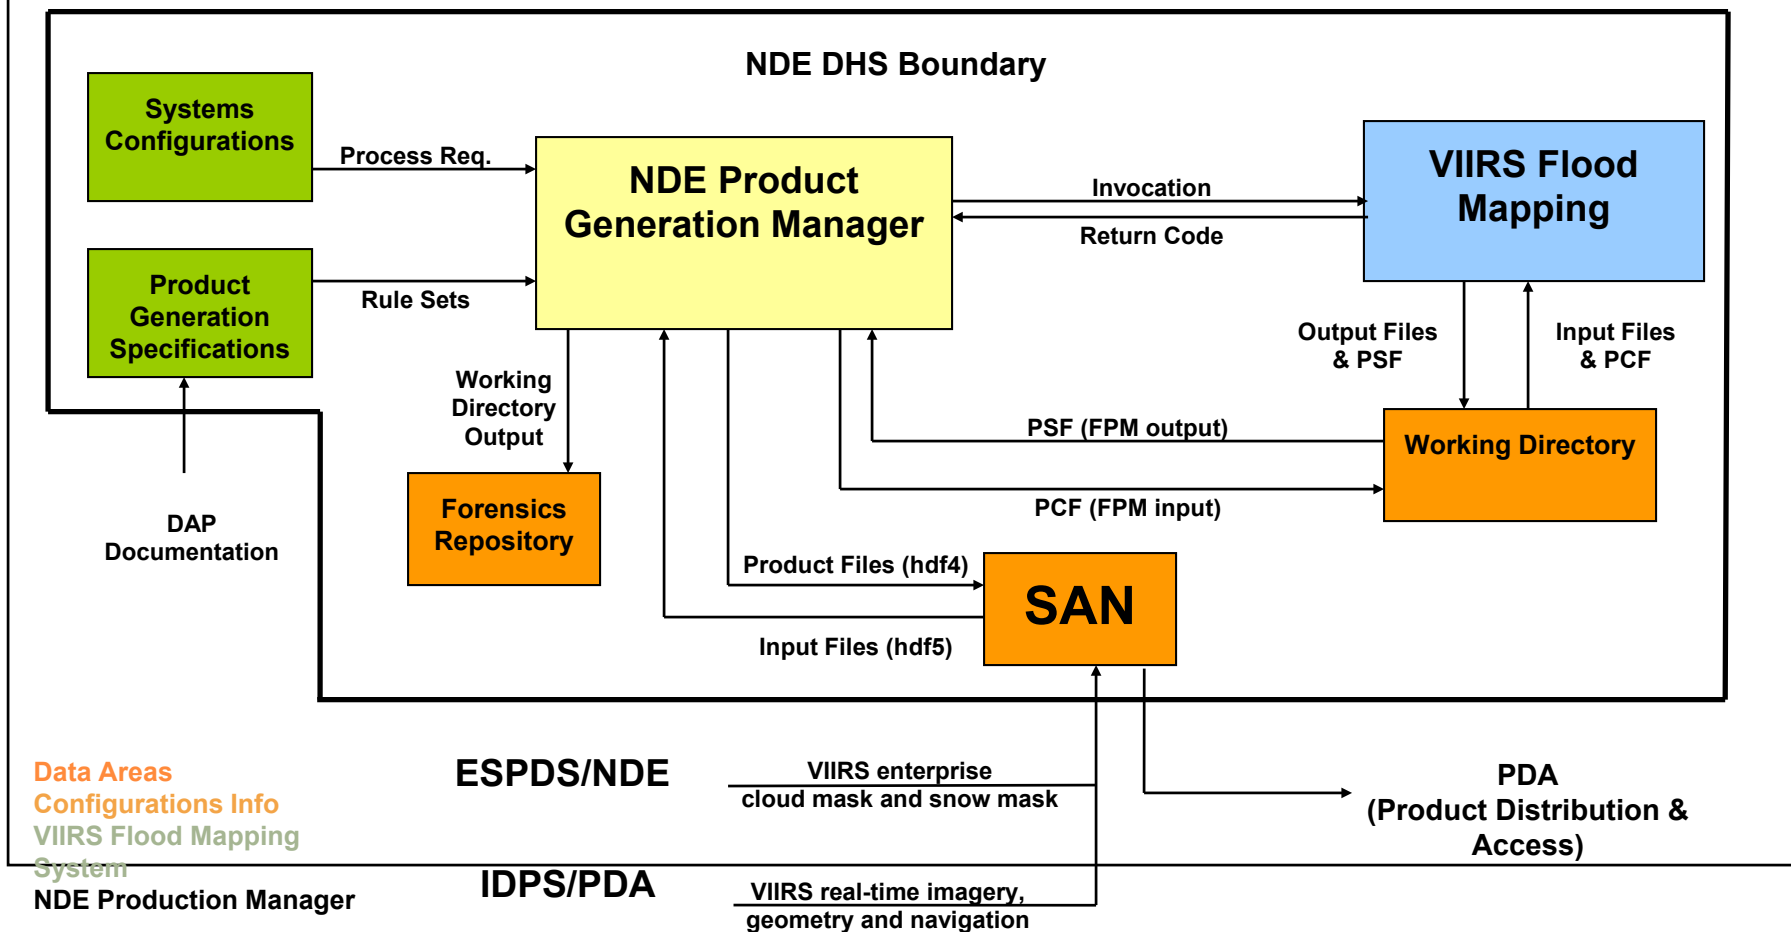 NDE DHS Boundary
Systems
Configurations
Process Req.
NDE Product
Generation Manager
Invocation
Return Code
VIIRS Flood
Mapping
Product
Generation
Specifications
Rule Sets
Output Files
& PSF
Input Files
& PCF
Working
Directory
Output
PSF (FPM output)
Working Directory
PCF (FPM input)
DAP
Documentation
Forensics
Repository
Product Files (hdf4)
SAN
Input Files (hdf5)
Data Areas
Configurations Info
VIIRS Flood Mapping
System
NDE Production Manager
ESPDS/NDE
VIIRS enterprise
cloud mask and snow mask
PDA
(Product Distribution &
Access)
IDPS/PDA
VIIRS real-time imagery,
geometry and navigation